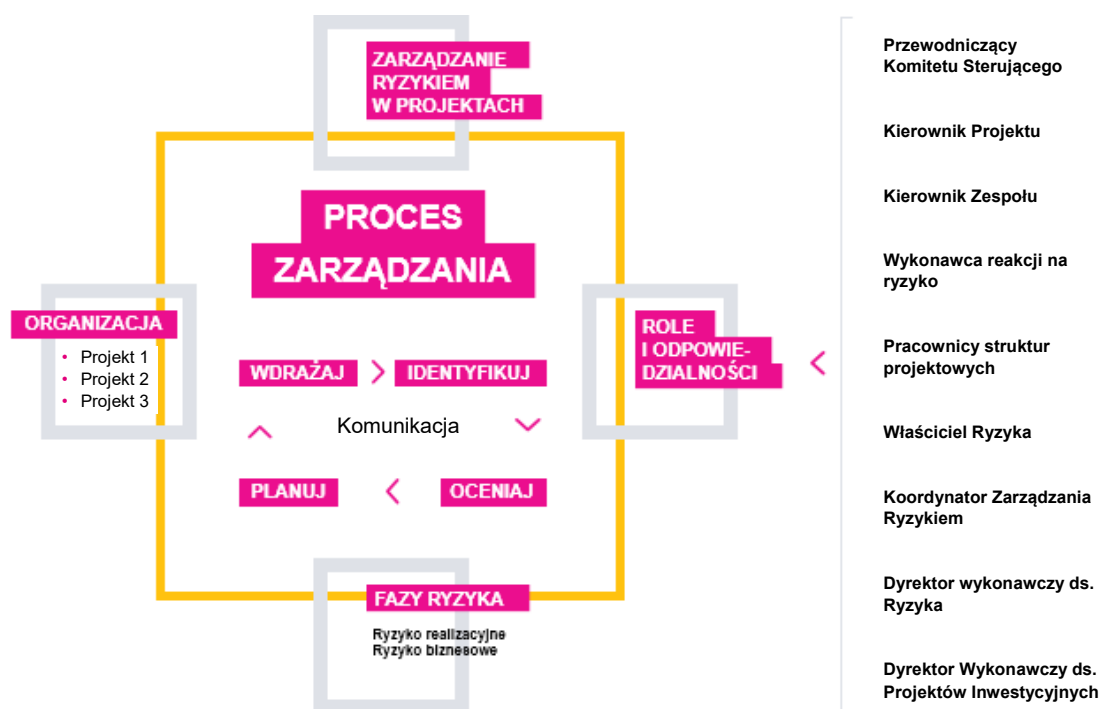 ZARZĄDZANIE
RYZYKIEM
W PROJEKTACH
PROCES
ZARZĄDZANIA
ORGANIZACJA
• Projekt 1
• Projekt 2
• Projekt 3
WDRAŻAJ
IDENTYFIKUJ
Komunikacja
PLANUJ
OCENIAJ
ROLE
I ODPOWIE-
DZIALNOŚCI
FAZY RYZYKA
Ryzyko realizacyjne
Ryzyko biznesowe
Przewodniczący
Komitetu Sterującego
Kierownik Projektu
Kierownik Zespołu
Wykonawca reakcji na
ryzyko
Pracownicy struktur
projektowych
Właściciel Ryzyka
Koordynator Zarządzania
Ryzykiem
Dyrektor wykonawczy ds.
Ryzyka
Dyrektor Wykonawczy ds.
Projektów Inwestycyjnych